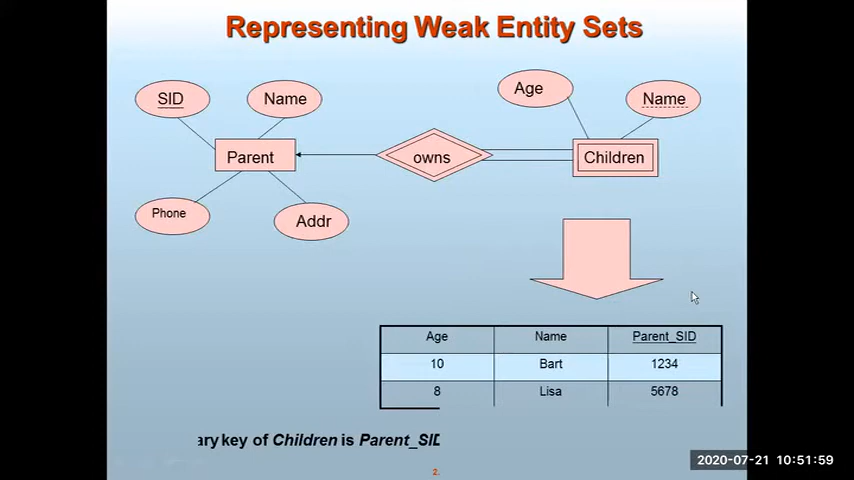 Representing Weak Entity Sets
SID
Name
Age
Name
Parent
owns
Children
Phone
Addr
Age Name Parent_SID
10 Bart 1234
8 Lisa 5678
key of Children is Parent_SID
2.
2020-07-21 10:51:59